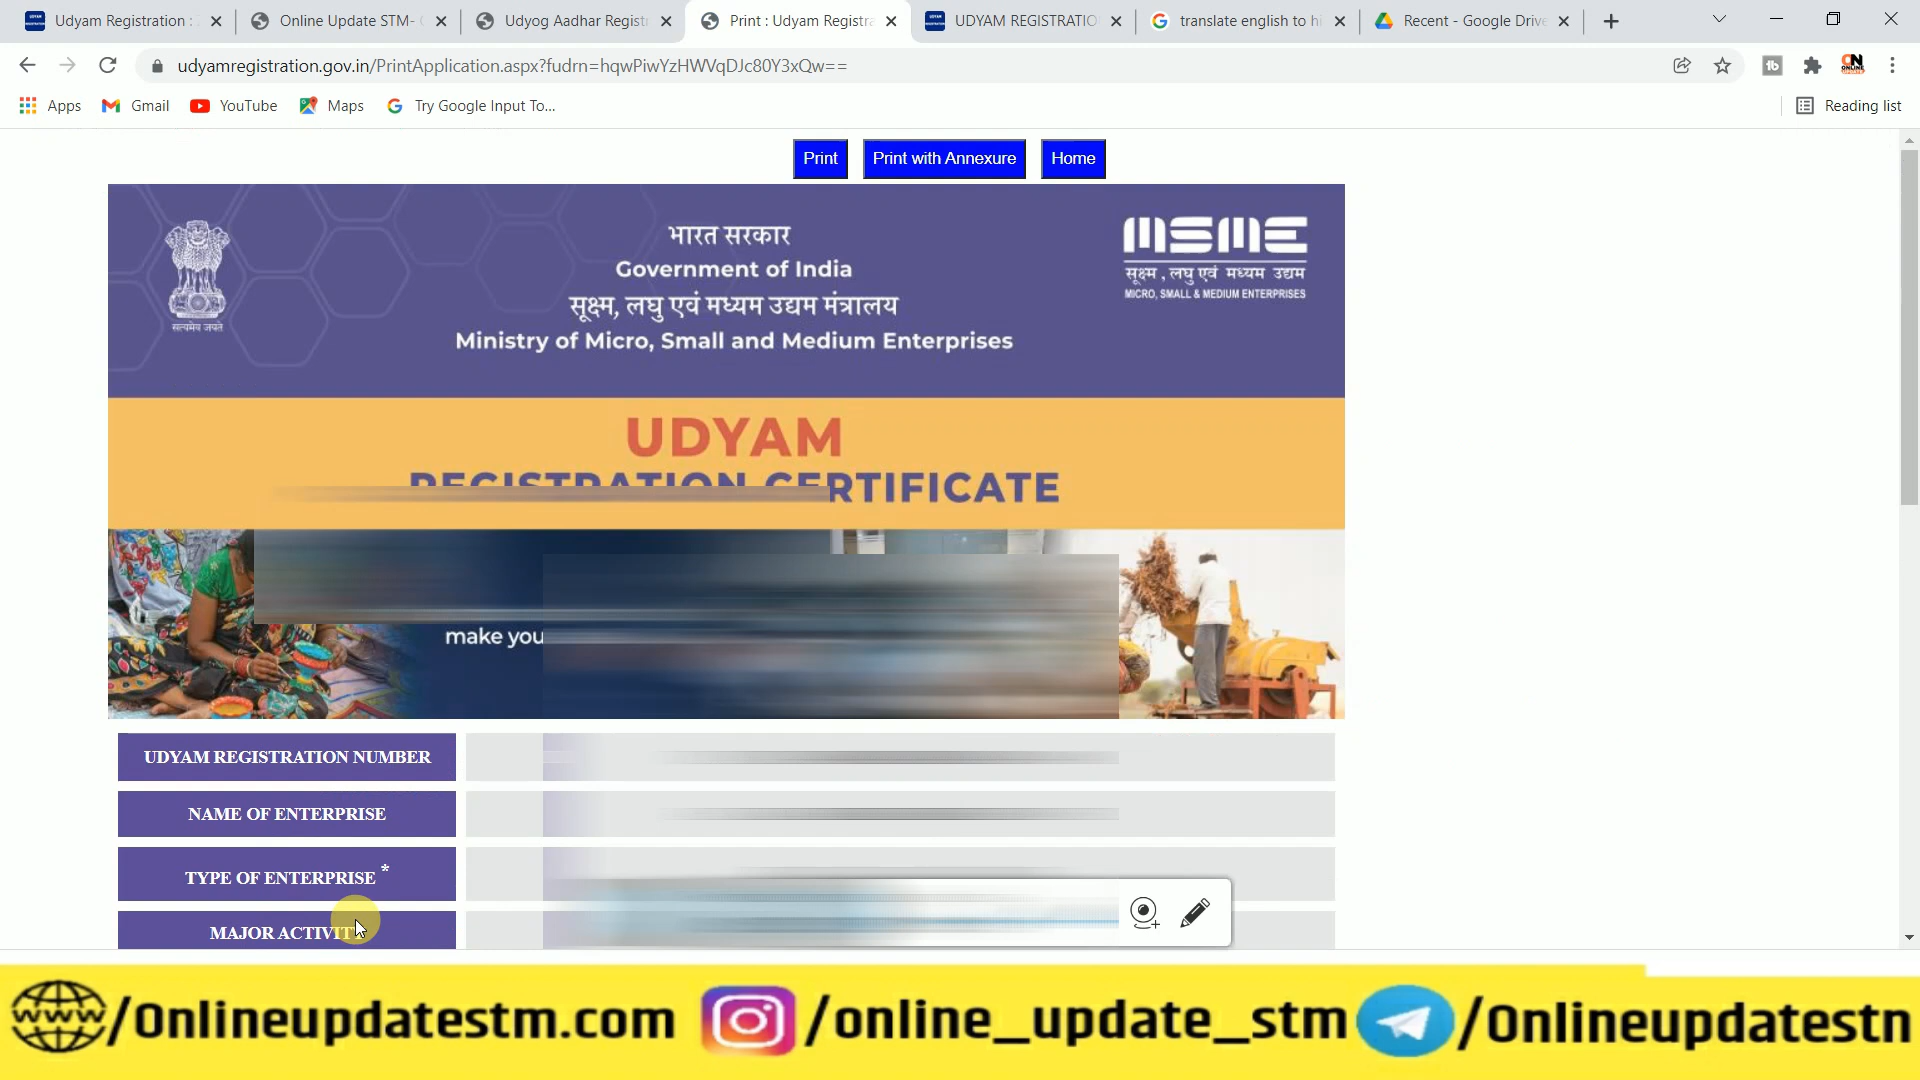 Udyam Registration :
Online Update STM-
Udyog Aadhar Regist
Print : Udyam Registra
UDYAM REGISTRATIO
translate english to hi
Recent - Google Drive
udyamregistration.gov.in/PrintApplication.aspx?fudrn=hqwPiwYzHWVqDJc80Y3xQw==
Apps
Gmail
YouTube
Maps
Try Google Input To...
Reading list
Print
Print with Annexure
Home
भारत सरकार
Government of India
सूक्ष्म, लघु एवं मध्यम उद्यम मंत्रालय
Ministry of Micro, Small and Medium Enterprises
सत्यमेव जयते
MSME
सूक्ष्म, लघु एवं मध्यम उद्यम
MICRO, SMALL & MEDIUM ENTERPRISES
UDYAM
REGISTRATION CERTIFICATE
make you
UDYAM REGISTRATION NUMBER
NAME OF ENTERPRISE
TYPE OF ENTERPRISE *
MAJOR ACTIVITY
www /Onlineupdatestm.com
/online_update_stm
/Onlineupdatestn